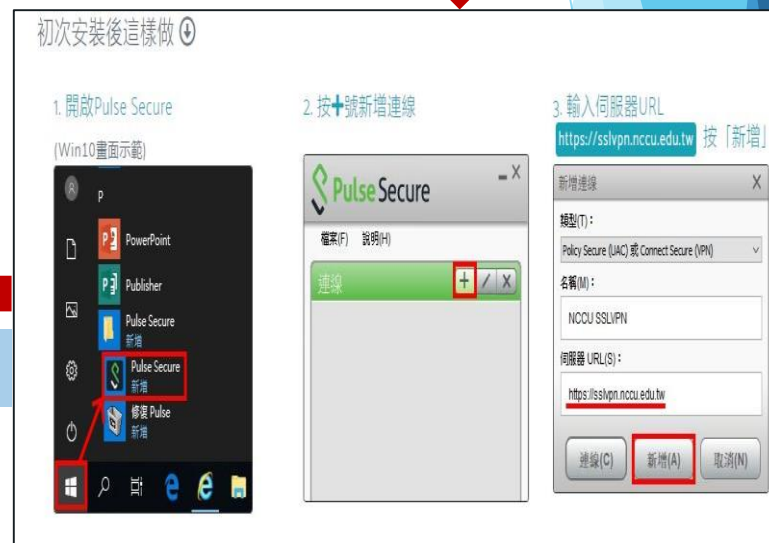 初次安裝後這樣做
1. 開啟Pulse Secure
(Win10畫面示範)
P
PowerPoint
Publisher
Pulse Secure
新增
Pulse Secure
新增
修復 Pulse
新增
2. 按+號新增連線
Pulse Secure
檔案(F) 說明(H)
連線
3. 輸入伺服器URL
https://sslvpn.nccu.edu.tw 按「新增」
新增連線
類型(T):
Policy Secure (UAC) 或 Connect Secure (VPN)
名稱(M):
NCCU SSLVPN
伺服器 URL(S):
https://sslvpn.nccu.edu.tw
連線(C) 新增(A) 取消(N)